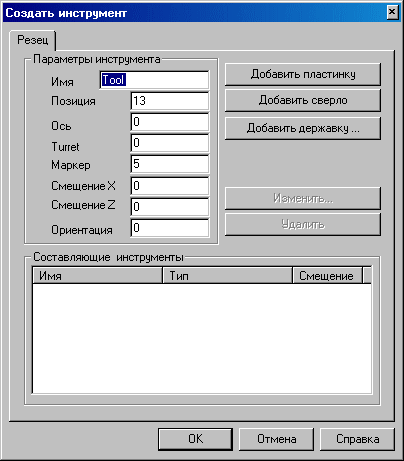 Создать инструмент
Резец
Параметры инструмента
Имя Tool
Позиция 13
Ось 0
Turret 0
Маркер 5
Смещение X 0
Смещение Z 0
Ориентация 0
Добавить пластинку
Добавить сверло
Добавить державку ...
Изменить...
Удалить
Составляющие инструменты
Имя Тип Смещение
OK Отмена Справка